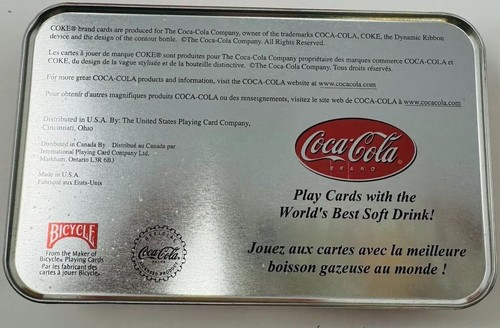 COKE® brand cards are produced for The Coca-Cola Company, owner of the trademarks COCA-COLA, COKE, the Dynamic Ribbon
device and the design of the contour bottle. ©The Coca-Cola Company. All Rights Reserved.
Les cartes à jouer de marque COKE® sont produites pour The Coca-Cola Company propriétaire des marques commerce COCA-COLA et
COKE, du design de la vague stylisée et de la bouteille distinctive. ©The Coca-Cola Company. Tous droits réservés.
For more great COCA-COLA products and information, visit the COCA-COLA website at www.cocacola.com
Pour obtenir d'autres magnifiques produits COCA-COLA ou des renseignements, visitez le site web de COCA-COLA à www.cocacola.com
Distributed in U.S.A. By: The United States Playing Card Company,
Cincinnati, Ohio
Distributed in Canada By Distribué au Canada par
International Playing Card Company Ltd.
Markham, Ontario L3R 6B3
Made in U.S.A.
Fabriqué aux Etats-Unis
Coca-Cola
BRAND
Play Cards with the
World's Best Soft Drink!
Jouez aux cartes avec la meilleure
boisson gazeuse au monde !
BICYCLE
From the Maker of
Bicycle® Playing Cards
Par les fabricant des
cartes à jouer Bicycle®
Coca-Cola